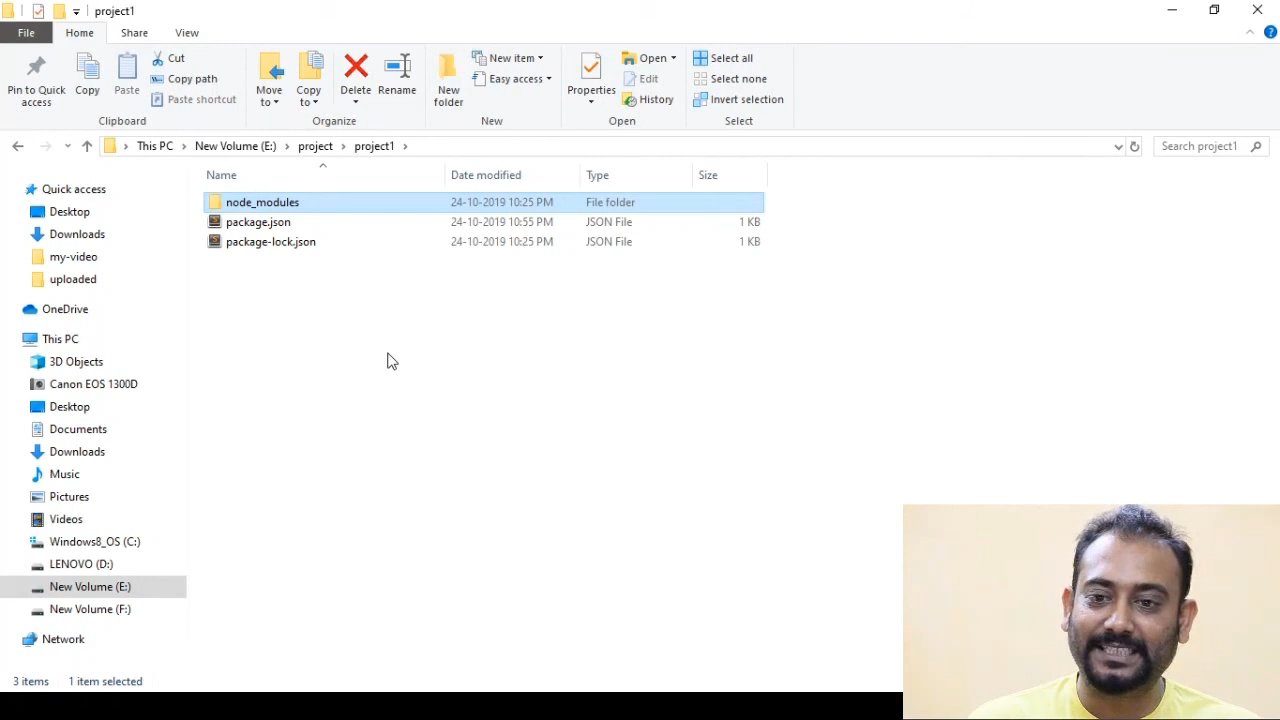 project1
File Home Share View
Pin to Quick access
Copy
Paste
Cut
Copy path
Paste shortcut
Clipboard
Move to
Copy to
Delete
Rename
Organize
New folder
New item
Easy access
New
Properties
Open
Edit
History
Open
Select all
Select none
Invert selection
Select
This PC New Volume (E:) project project1
Search project1
Name Date modified Type Size
node_modules 24-10-2019 10:25 PM File folder
package.json 24-10-2019 10:55 PM JSON File 1 KB
package-lock.json 24-10-2019 10:25 PM JSON File 1 KB
Quick access
Desktop
Downloads
my-video
uploaded
OneDrive
This PC
3D Objects
Canon EOS 1300D
Desktop
Documents
Downloads
Music
Pictures
Videos
Windows8_OS (C:)
LENOVO (D:)
New Volume (E:)
New Volume (F:)
Network
3 items 1 item selected